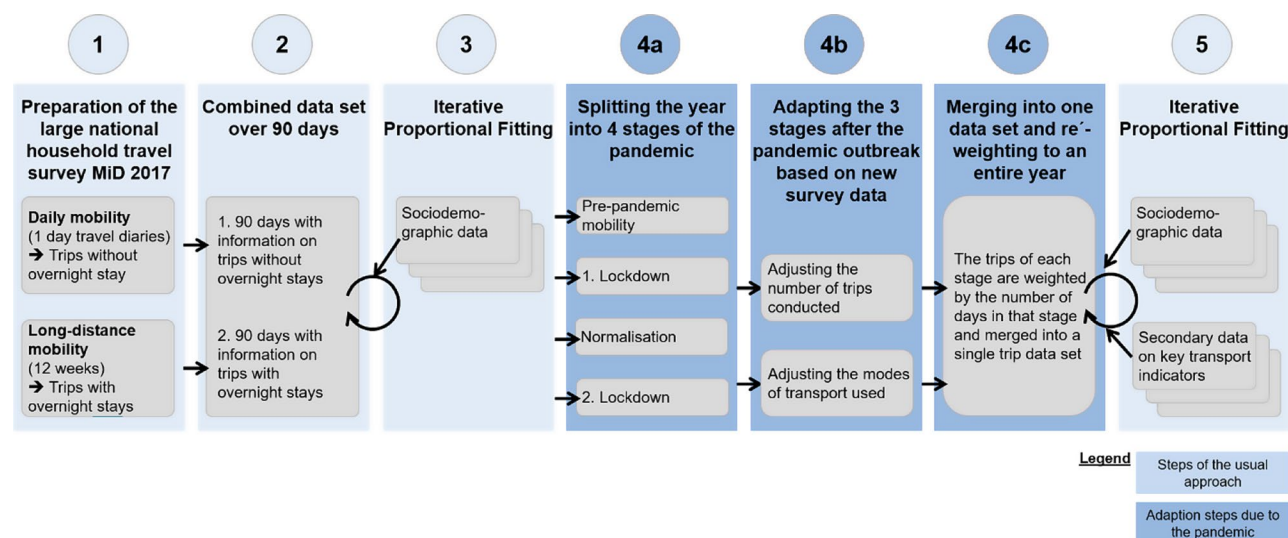 1
Preparation of the
large national
household travel
survey MiD 2017
Daily mobility
(1 day travel diaries)
➔ Trips without
overnight stay
Long-distance
mobility
(12 weeks)
➔ Trips with
overnight stays
2
Combined data set
over 90 days
1. 90 days with
information on
trips without
overnight stays
2. 90 days with
information on
trips with
overnight stays
3
Iterative
Proportional Fitting
Sociodemo-
graphic data
4a
Splitting the year
into 4 stages of the
pandemic
Pre-pandemic
mobility
1. Lockdown
Normalisation
2. Lockdown
4b
Adapting the 3
stages after the
pandemic outbreak
based on new
survey data
Adjusting the
number of trips
conducted
Adjusting the modes
of transport used
4c
Merging into one
data set and re´-
weighting to an
entire year
The trips of each
stage are weighted
by the number of
days in that stage
and merged into a
single trip data set
5
Iterative
Proportional Fitting
Sociodemo-
graphic data
Secondary data
on key transport
indicators
Legend
Steps of the usual
approach
Adaption steps due to
the pandemic